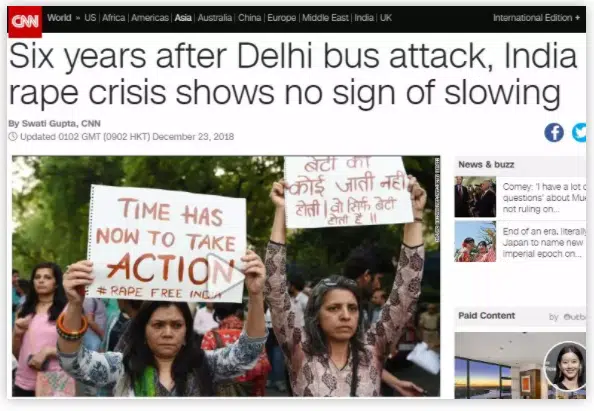 CNN World » US Africa Americas Asia Australia China Europe Middle East India UK International Edition +
Six years after Delhi bus attack, India
rape crisis shows no sign of slowing
By Swati Gupta, CNN
Updated 0102 GMT (0902 HKT) December 23, 2018
TIME HAS
NOW TO TAKE
ACTION
# RAPE FREE INDIA
बेटी की
कोई जाती नहीं
होती। वो सिर्फ बेटी
होती है।।
News & buzz
Comey: 'I have a lot o
questions' about Mue
not ruling on...
End of an era, literally
Japan to name new
imperial epoch on...
Paid Content by